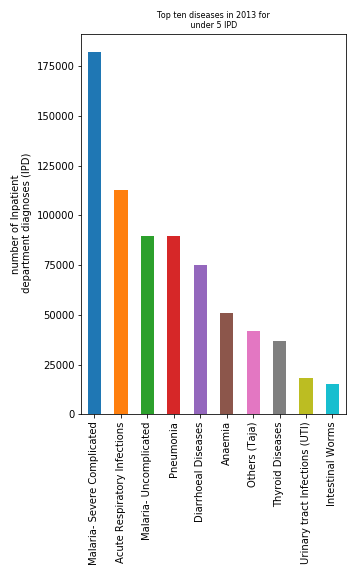 Top ten diseases in 2013 for
under 5 IPD
number of Inpatient
department diagnoses (IPD)
175000
150000
125000
100000
75000
50000
25000
0
Malaria- Severe Complicated
Acute Respiratory Infections
Malaria- Uncomplicated
Pneumonia
Diarrhoeal Diseases
Anaemia
Others (Taja)
Thyroid Diseases
Urinary tract Infections (UTI)
Intestinal Worms